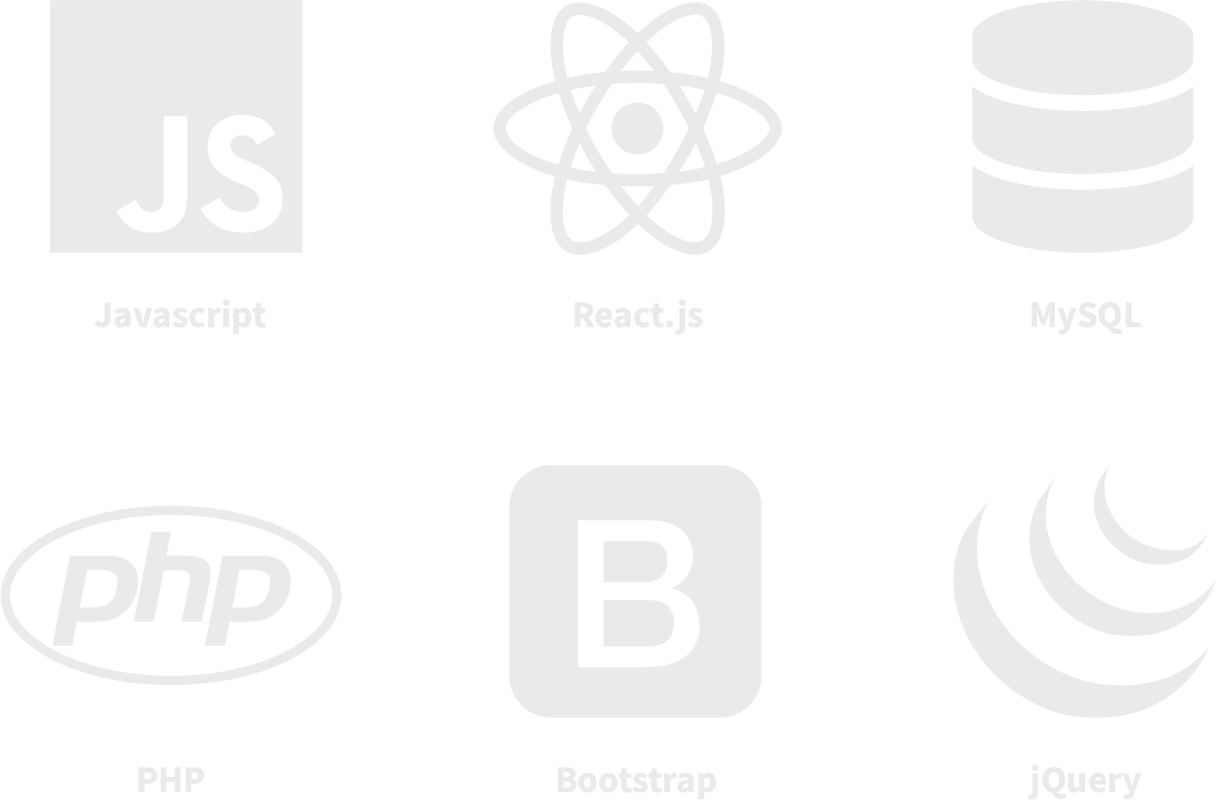 JS
Javascript
React.js
MySQL
php
B
PHP
Bootstrap
jQuery